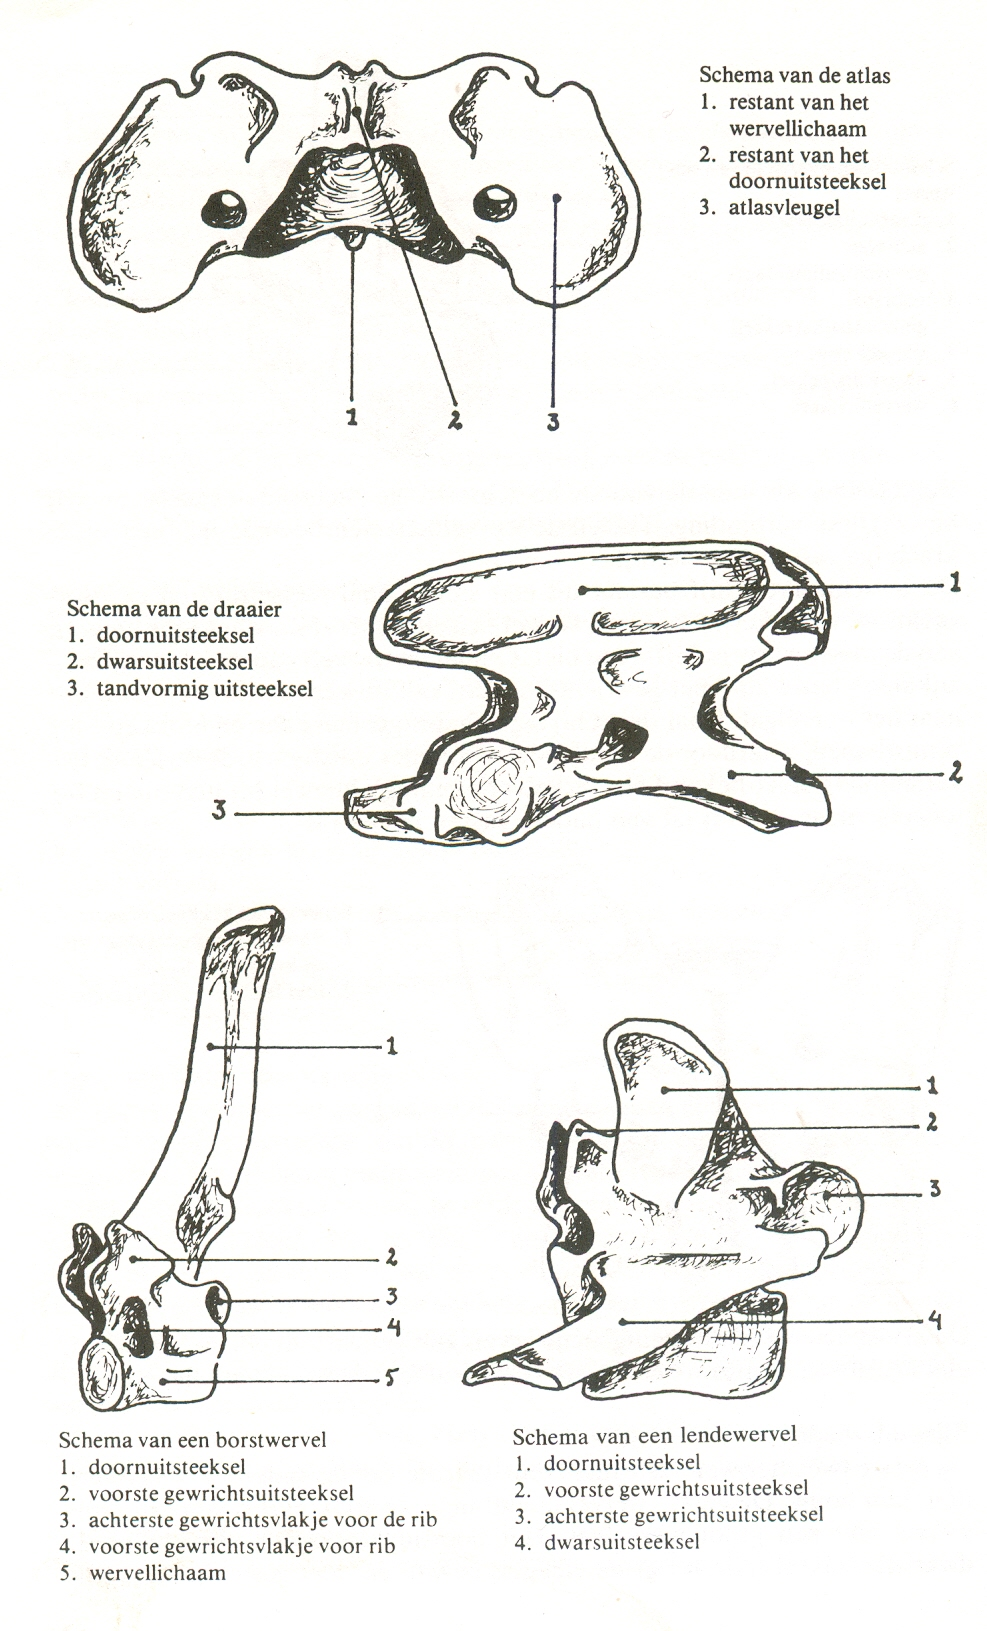 Schema van de atlas
1. restant van het
wervellichaam
2. restant van het
doornuitsteeksel
3. atlasvleugel
1 2 3
Schema van de draaier
1. doornuitsteeksel
2. dwarsuitsteeksel
3. tandvormig uitsteeksel
1
2
3
1
2
3
4
5
1
2
3
4
Schema van een borstwervel
1. doornuitsteeksel
2. voorste gewrichtsuitsteeksel
3. achterste gewrichtsvlakje voor de rib
4. voorste gewrichtsvlakje voor rib
5. wervellichaam
Schema van een lendewervel
1. doornuitsteeksel
2. voorste gewrichtsuitsteeksel
3. achterste gewrichtsuitsteeksel
4. dwarsuitsteeksel